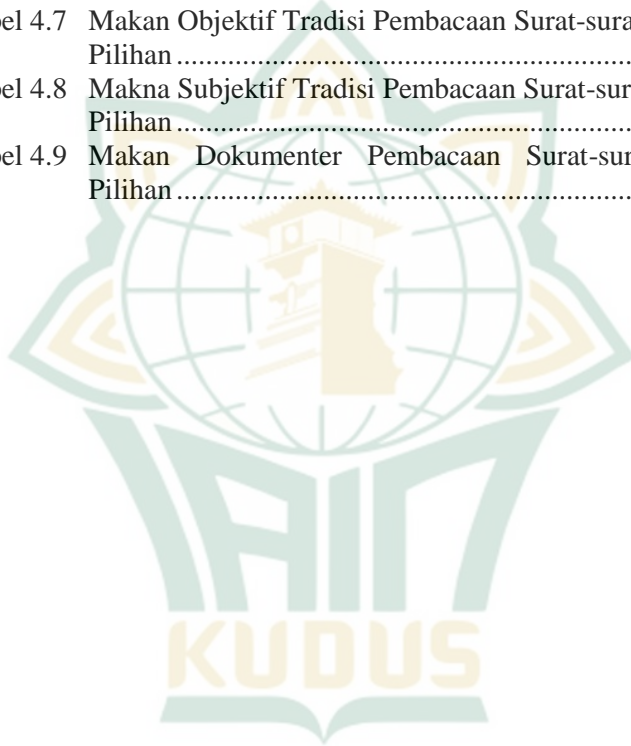 bel 4.7 Makan Objektif Tradisi Pembacaan Surat-sura
Pilihan ........................................................................
bel 4.8 Makna Subjektif Tradisi Pembacaan Surat-sur
Pilihan ........................................................................
bel 4.9 Makan Dokumenter Pembacaan Surat-sur
Pilihan ........................................................................
IAIN
KUDUS